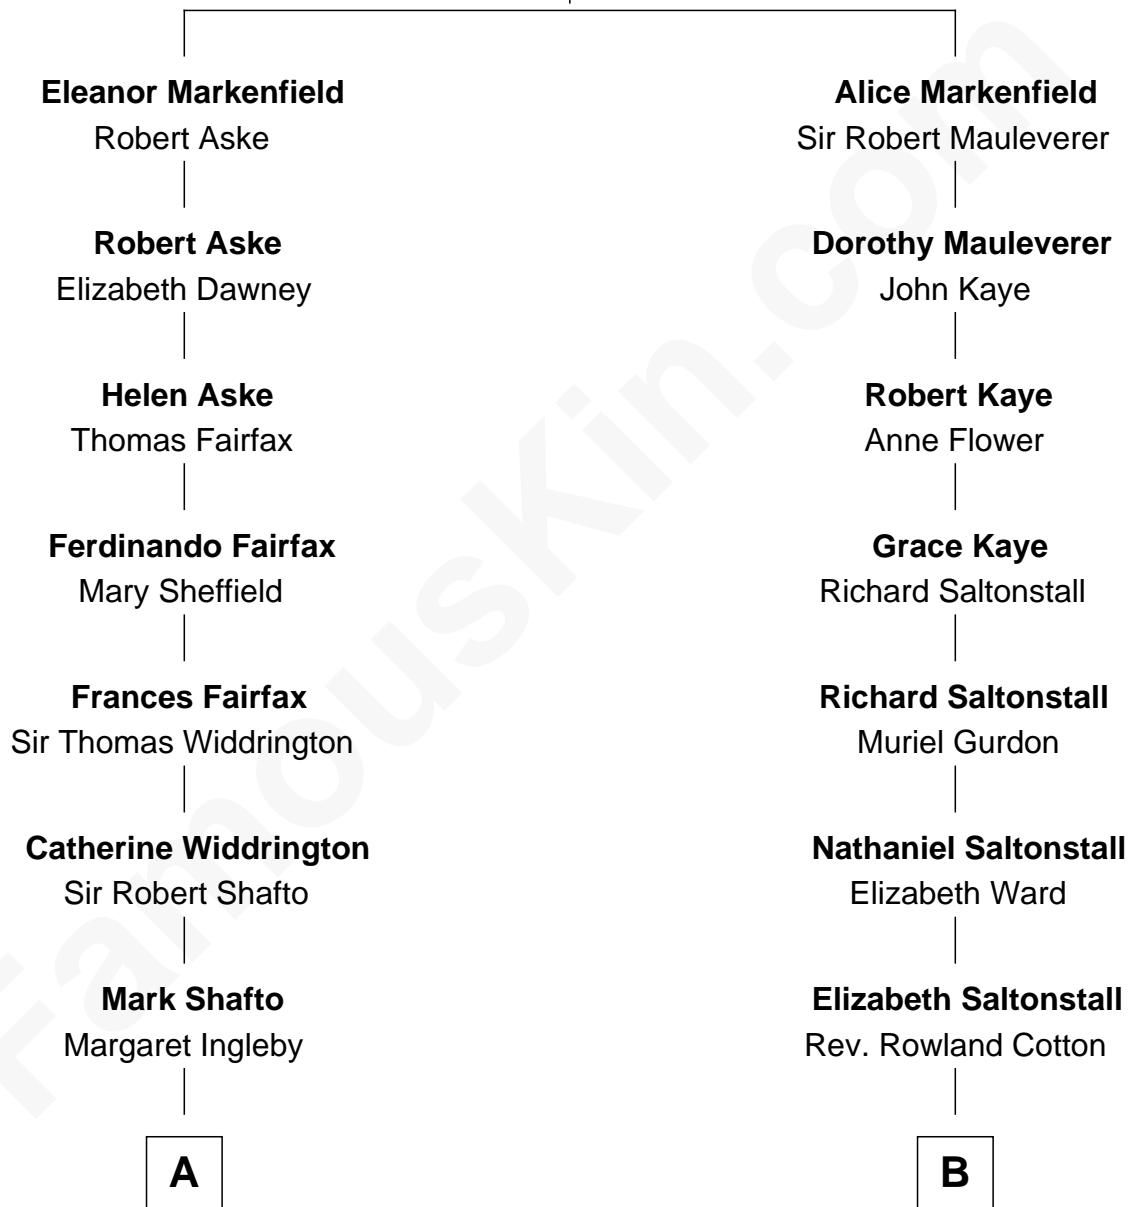 Eleanor Markenfield
Robert Aske
Robert Aske
Elizabeth Dawney
Helen Aske
Thomas Fairfax
Ferdinando Fairfax
Mary Sheffield
Frances Fairfax
Sir Thomas Widdrington
Catherine Widdrington
Sir Robert Shafto
Mark Shafto
Margaret Ingleby
A
Alice Markenfield
Sir Robert Mauleverer
Dorothy Mauleverer
John Kaye
Robert Kaye
Anne Flower
Grace Kaye
Richard Saltonstall
Richard Saltonstall
Muriel Gurdon
Nathaniel Saltonstall
Elizabeth Ward
Elizabeth Saltonstall
Rev. Rowland Cotton
B
FamousKin.com